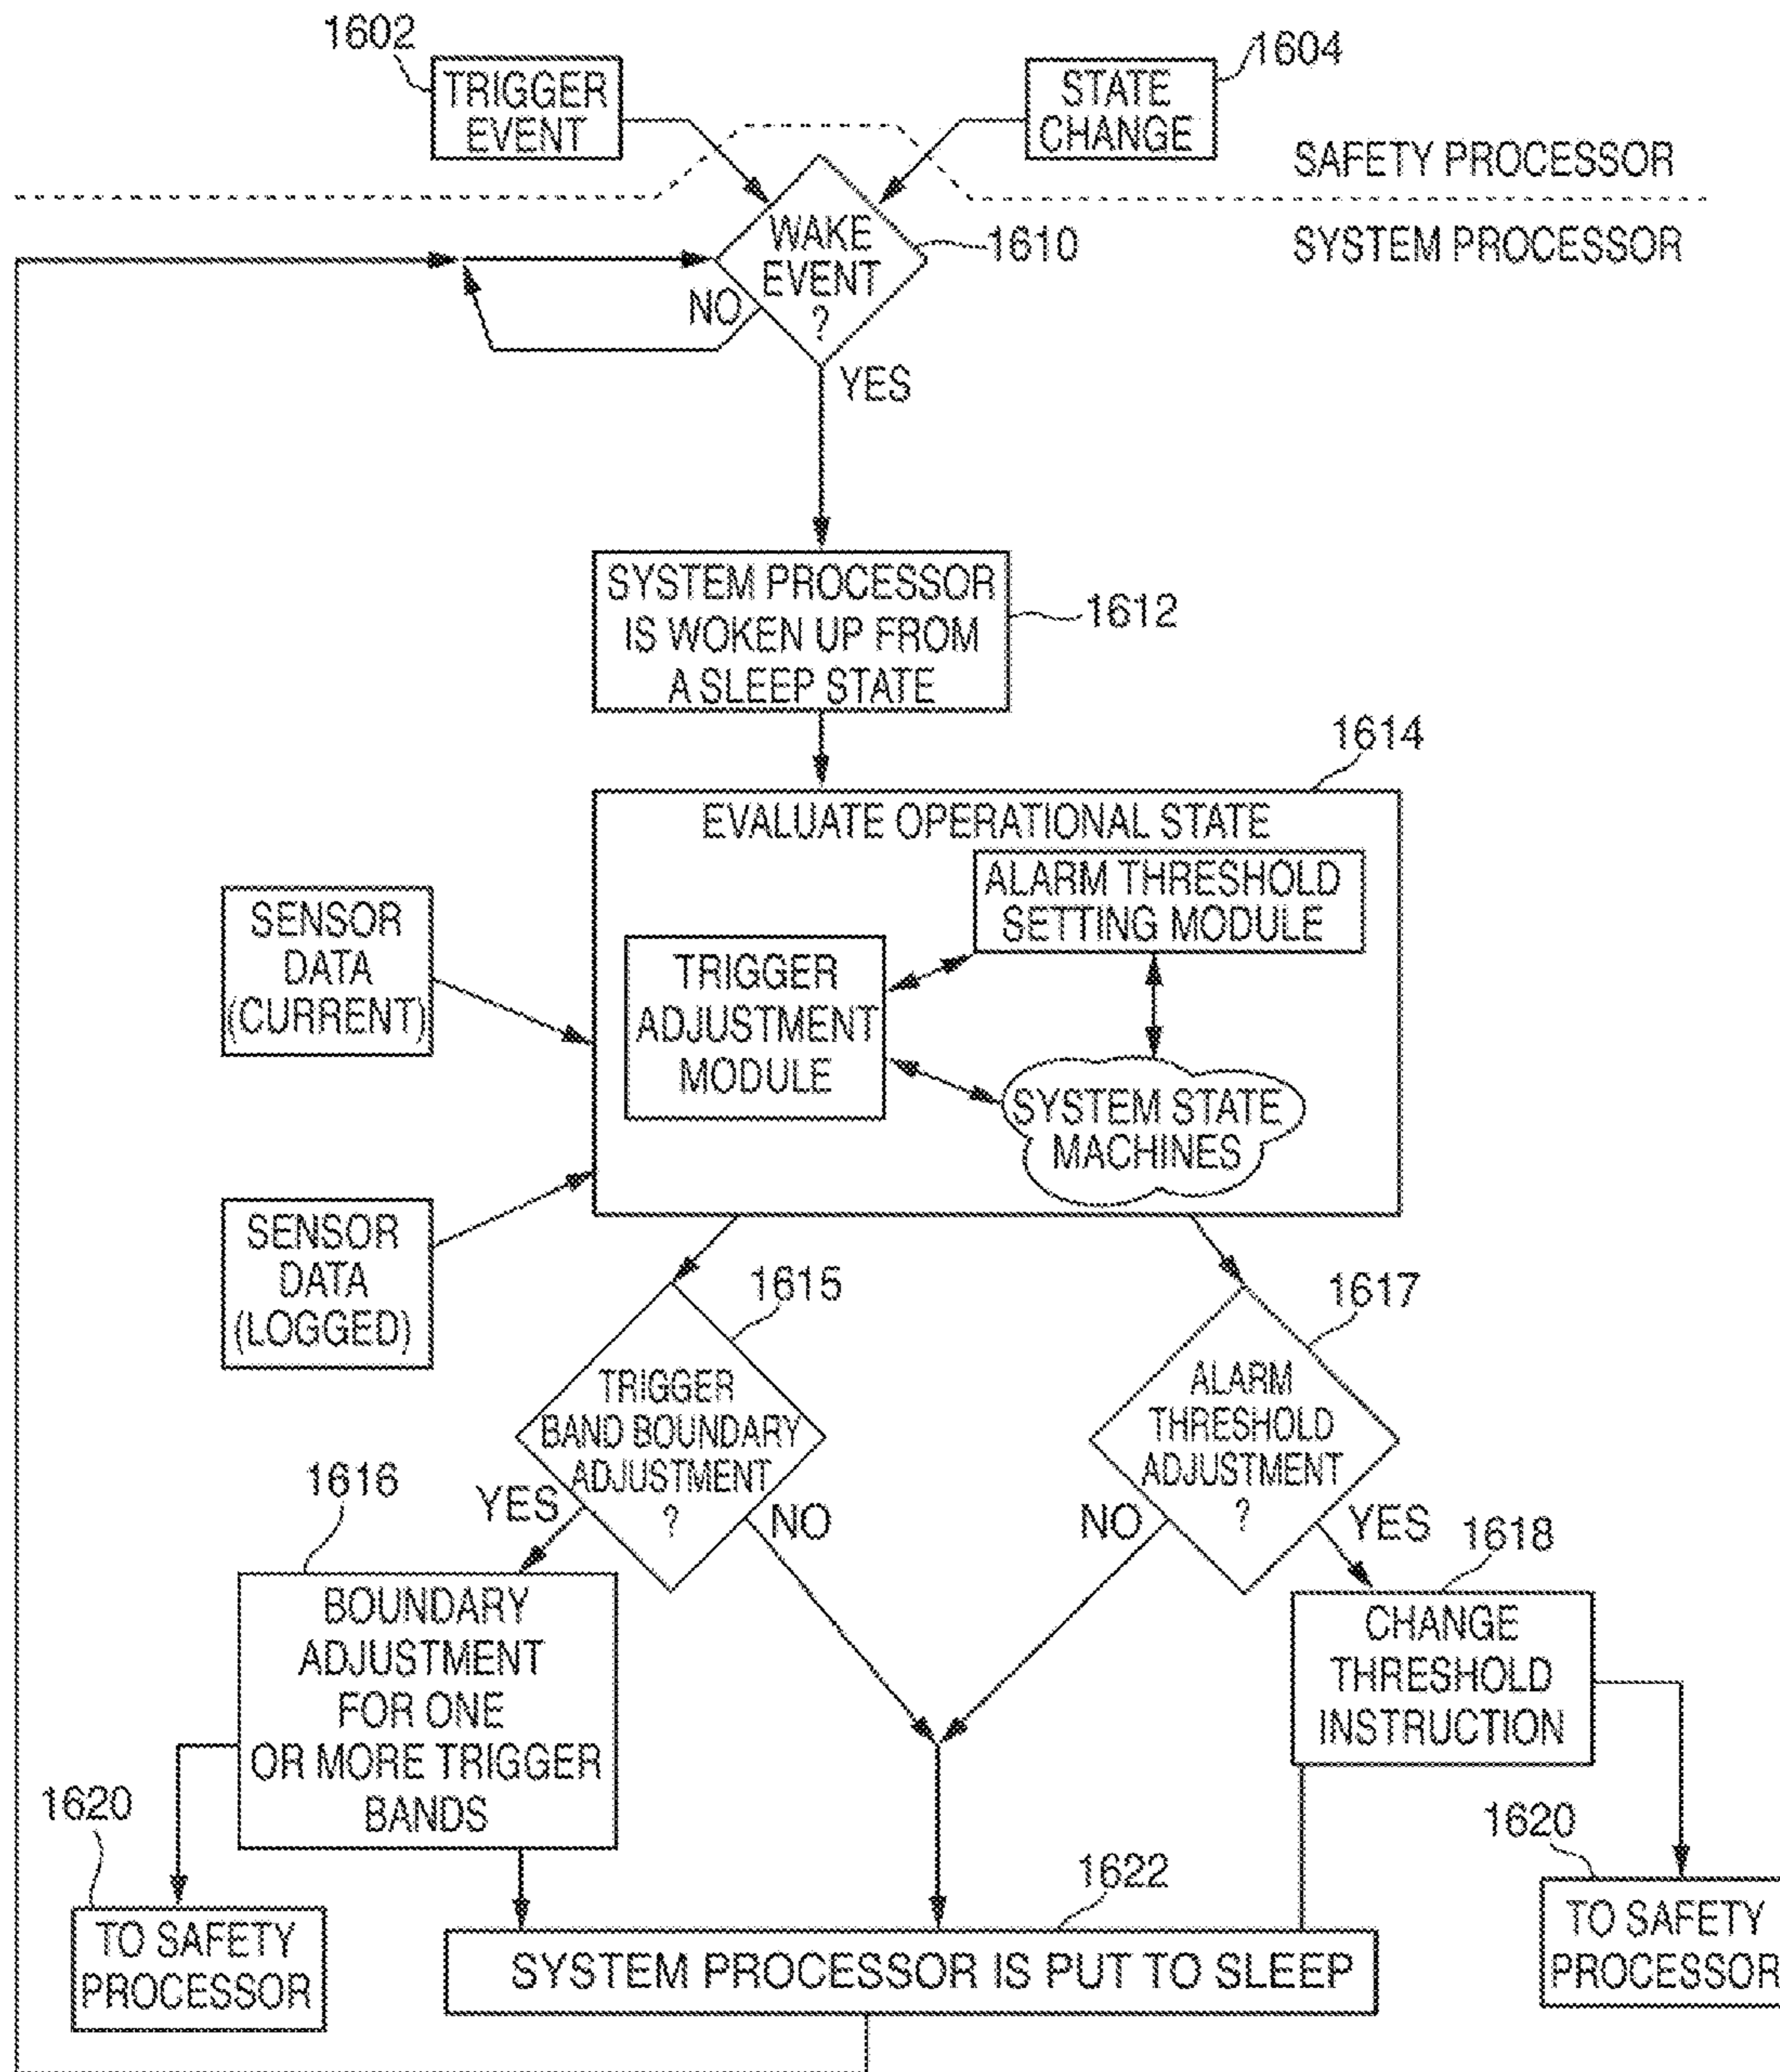 1602
TRIGGER
EVENT
1604
STATE
CHANGE
SAFETY PROCESSOR
SYSTEM PROCESSOR
WAKE
EVENT
?
1610
NO
YES
SYSTEM PROCESSOR
IS WOKEN UP FROM
A SLEEP STATE
1612
1614
EVALUATE OPERATIONAL STATE
ALARM THRESHOLD
SETTING MODULE
TRIGGER
ADJUSTMENT
MODULE
SYSTEM STATE
MACHINES
SENSOR
DATA
(CURRENT)
SENSOR
DATA
(LOGGED)
1615
TRIGGER
BAND BOUNDARY
ADJUSTMENT
?
YES
NO
1617
ALARM
THRESHOLD
ADJUSTMENT
?
NO
YES
1616
BOUNDARY
ADJUSTMENT
FOR ONE
OR MORE TRIGGER
BANDS
1618
CHANGE
THRESHOLD
INSTRUCTION
1620
TO SAFETY
PROCESSOR
1622
SYSTEM PROCESSOR IS PUT TO SLEEP
1620
TO SAFETY
PROCESSOR